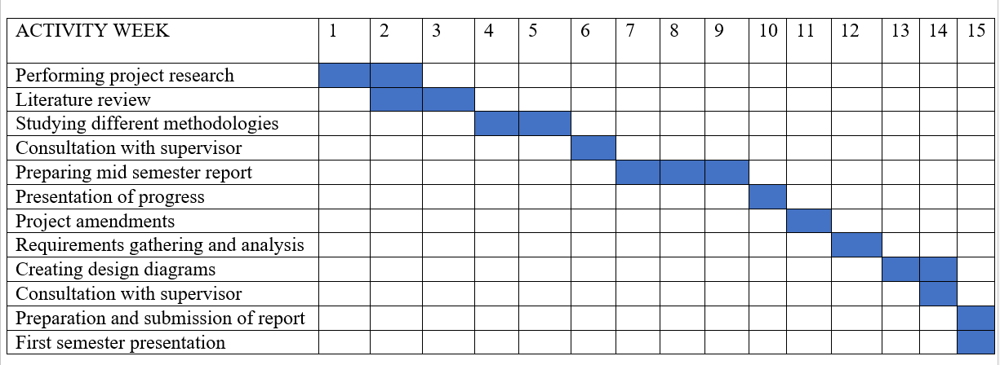 ACTIVITY WEEK 1 2 3 4 5 6 7 8 9 10 11 12 13 14 15
Performing project research
Literature review
Studying different methodologies
Consultation with supervisor
Preparing mid semester report
Presentation of progress
Project amendments
Requirements gathering and analysis
Creating design diagrams
Consultation with supervisor
Preparation and submission of report
First semester presentation